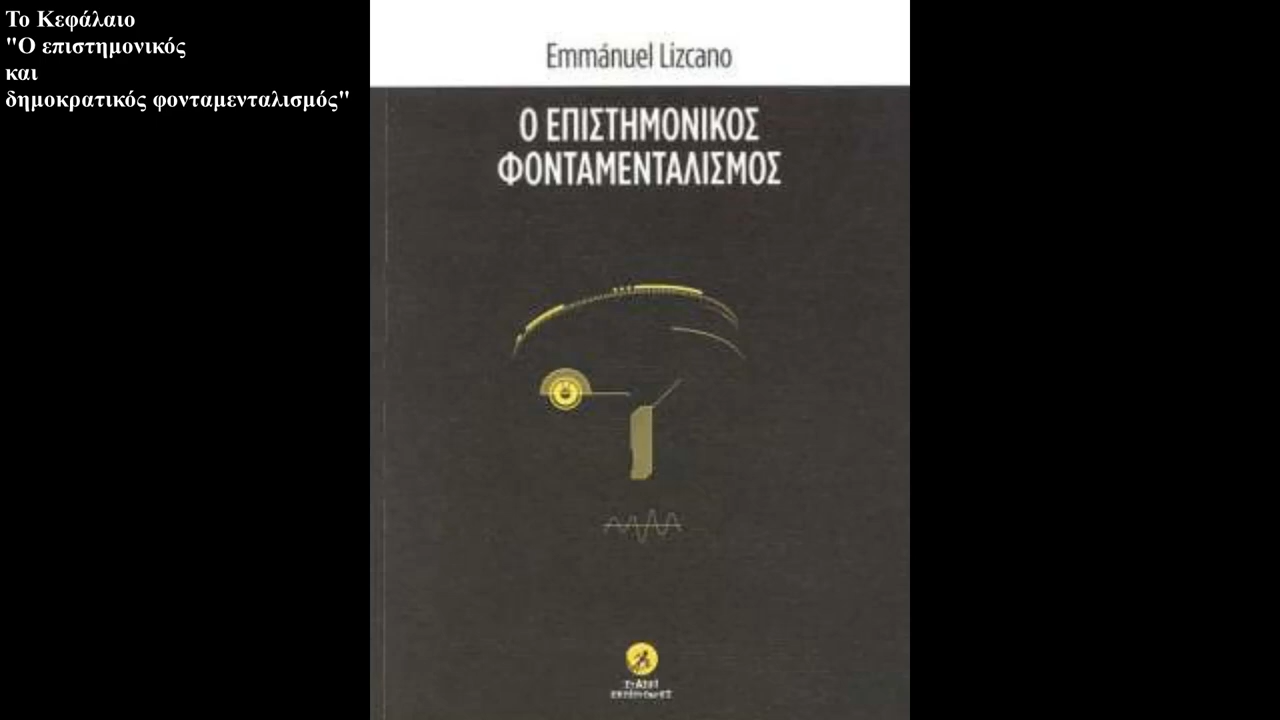 Το Κεφάλαιο
"Ο επιστημονικός
και
δημοκρατικός φονταμενταλισμός"
Emmánuel Lizcano
Ο ΕΠΙΣΤΗΜΟΝΙΚΟΣ
ΦΟΝΤΑΜΕΝΤΑΛΙΣΜΟΣ